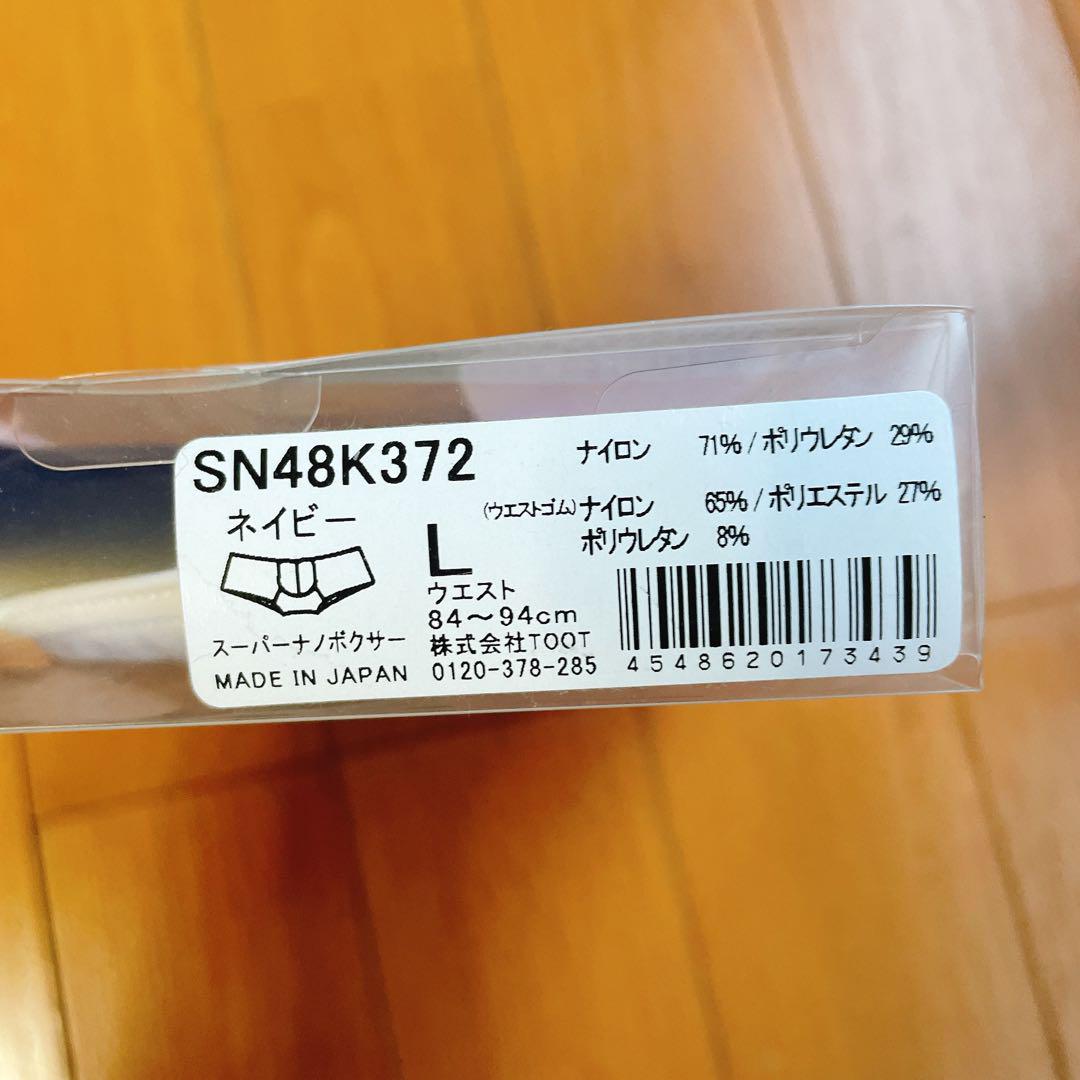 SN48K372
ネイビー
スーパーナノボクサー
MADE IN JAPAN
L
ウエスト
84～94cm
株式会社TOOT
0120-378-285
ナイロン 71% / ポリウレタン 29%
(ウエストゴム)ナイロン 65% / ポリエステル 27%
ポリウレタン 8%
4548620173439